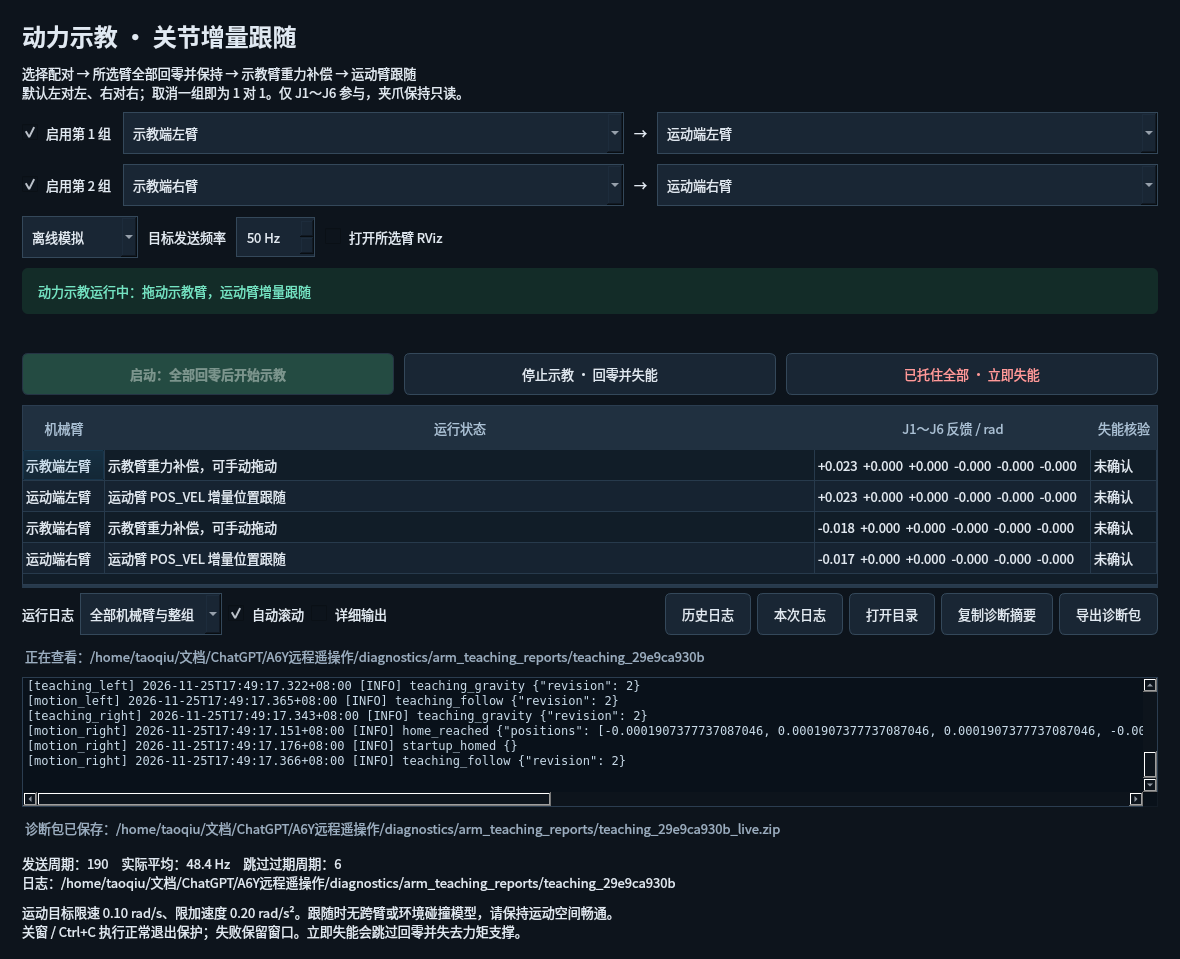 动力示教 · 关节增量跟随
选择配对 → 所选臂全部回零并保持 → 示教臂重力补偿 → 运动臂跟随
默认左对左、右对右；取消一组即为 1 对 1。仅 J1～J6 参与，夹爪保持只读。
✓ 启用第 1 组 示教端左臂 → 运动端左臂
✓ 启用第 2 组 示教端右臂 → 运动端右臂
离线模拟 目标发送频率 50 Hz 打开所选臂 RViz
动力示教运行中：拖动示教臂，运动臂增量跟随
启动：全部回零后开始示教 停止示教 · 回零并失能 已托住全部 · 立即失能
机械臂 运行状态 J1～J6 反馈 / rad 失能核验
示教端左臂 示教臂重力补偿，可手动拖动 +0.023 +0.000 +0.000 -0.000 -0.000 -0.000 未确认
运动端左臂 运动臂 POS_VEL 增量位置跟随 +0.023 +0.000 +0.000 -0.000 -0.000 -0.000 未确认
示教端右臂 示教臂重力补偿，可手动拖动 -0.018 +0.000 +0.000 -0.000 -0.000 -0.000 未确认
运动端右臂 运动臂 POS_VEL 增量位置跟随 -0.017 +0.000 +0.000 -0.000 -0.000 -0.000 未确认
运行日志 全部机械臂与整组 ✓ 自动滚动 详细输出 历史日志 本次日志 打开目录 复制诊断摘要 导出诊断包
正在查看：/home/taoqiu/文档/ChatGPT/A6Y远程遥操作/diagnostics/arm_teaching_reports/teaching_29e9ca930b
[teaching_left] 2026-11-25T17:49:17.322+08:00 [INFO] teaching_gravity {"revision": 2}
[motion_left] 2026-11-25T17:49:17.365+08:00 [INFO] teaching_follow {"revision": 2}
[teaching_right] 2026-11-25T17:49:17.343+08:00 [INFO] teaching_gravity {"revision": 2}
[motion_right] 2026-11-25T17:49:17.151+08:00 [INFO] home_reached {"positions": [-0.0001907377737087046, 0.0001907377737087046, 0.0001907377737087046, -0.00
[motion_right] 2026-11-25T17:49:17.176+08:00 [INFO] startup_homed {}
[motion_right] 2026-11-25T17:49:17.366+08:00 [INFO] teaching_follow {"revision": 2}
诊断包已保存：/home/taoqiu/文档/ChatGPT/A6Y远程遥操作/diagnostics/arm_teaching_reports/teaching_29e9ca930b_live.zip
发送周期：190 实际平均：48.4 Hz 跳过过期周期：6
日志：/home/taoqiu/文档/ChatGPT/A6Y远程遥操作/diagnostics/arm_teaching_reports/teaching_29e9ca930b
运动目标限速 0.10 rad/s、限加速度 0.20 rad/s²。跟随时无跨臂或环境碰撞模型，请保持运动空间畅通。
关窗 / Ctrl+C 执行正常退出保护；失败保留窗口。立即失能会跳过回零并失去力矩支撑。